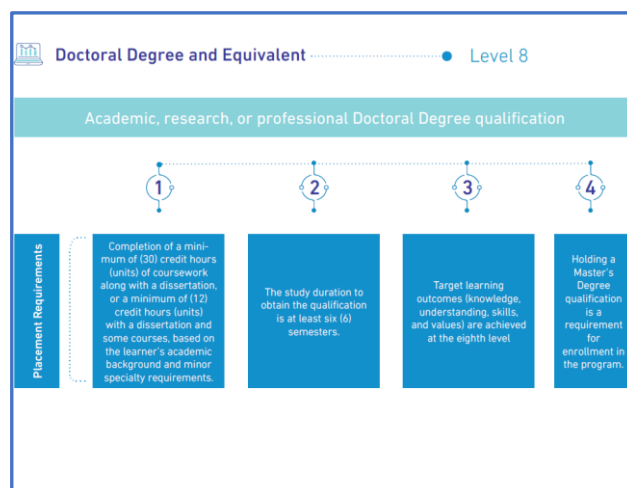 Doctoral Degree and Equivalent
Level 8
Academic, research, or professional Doctoral Degree qualification
1
2
3
4
Placement Requirements
Completion of a mini-
mum of (30) credit hours
(units) of coursework
along with a dissertation,
or a minimum of (12)
credit hours (units)
with a dissertation and
some courses, based on
the learner's academic
background and minor
specialty requirements.
The study duration to
obtain the qualification
is at least six (6)
semesters.
Target learning
outcomes (knowledge,
understanding, skills,
and values) are achieved
at the eighth level
Holding a
Master's
Degree
qualification
is a
requirement
for
enrollment in
the program.